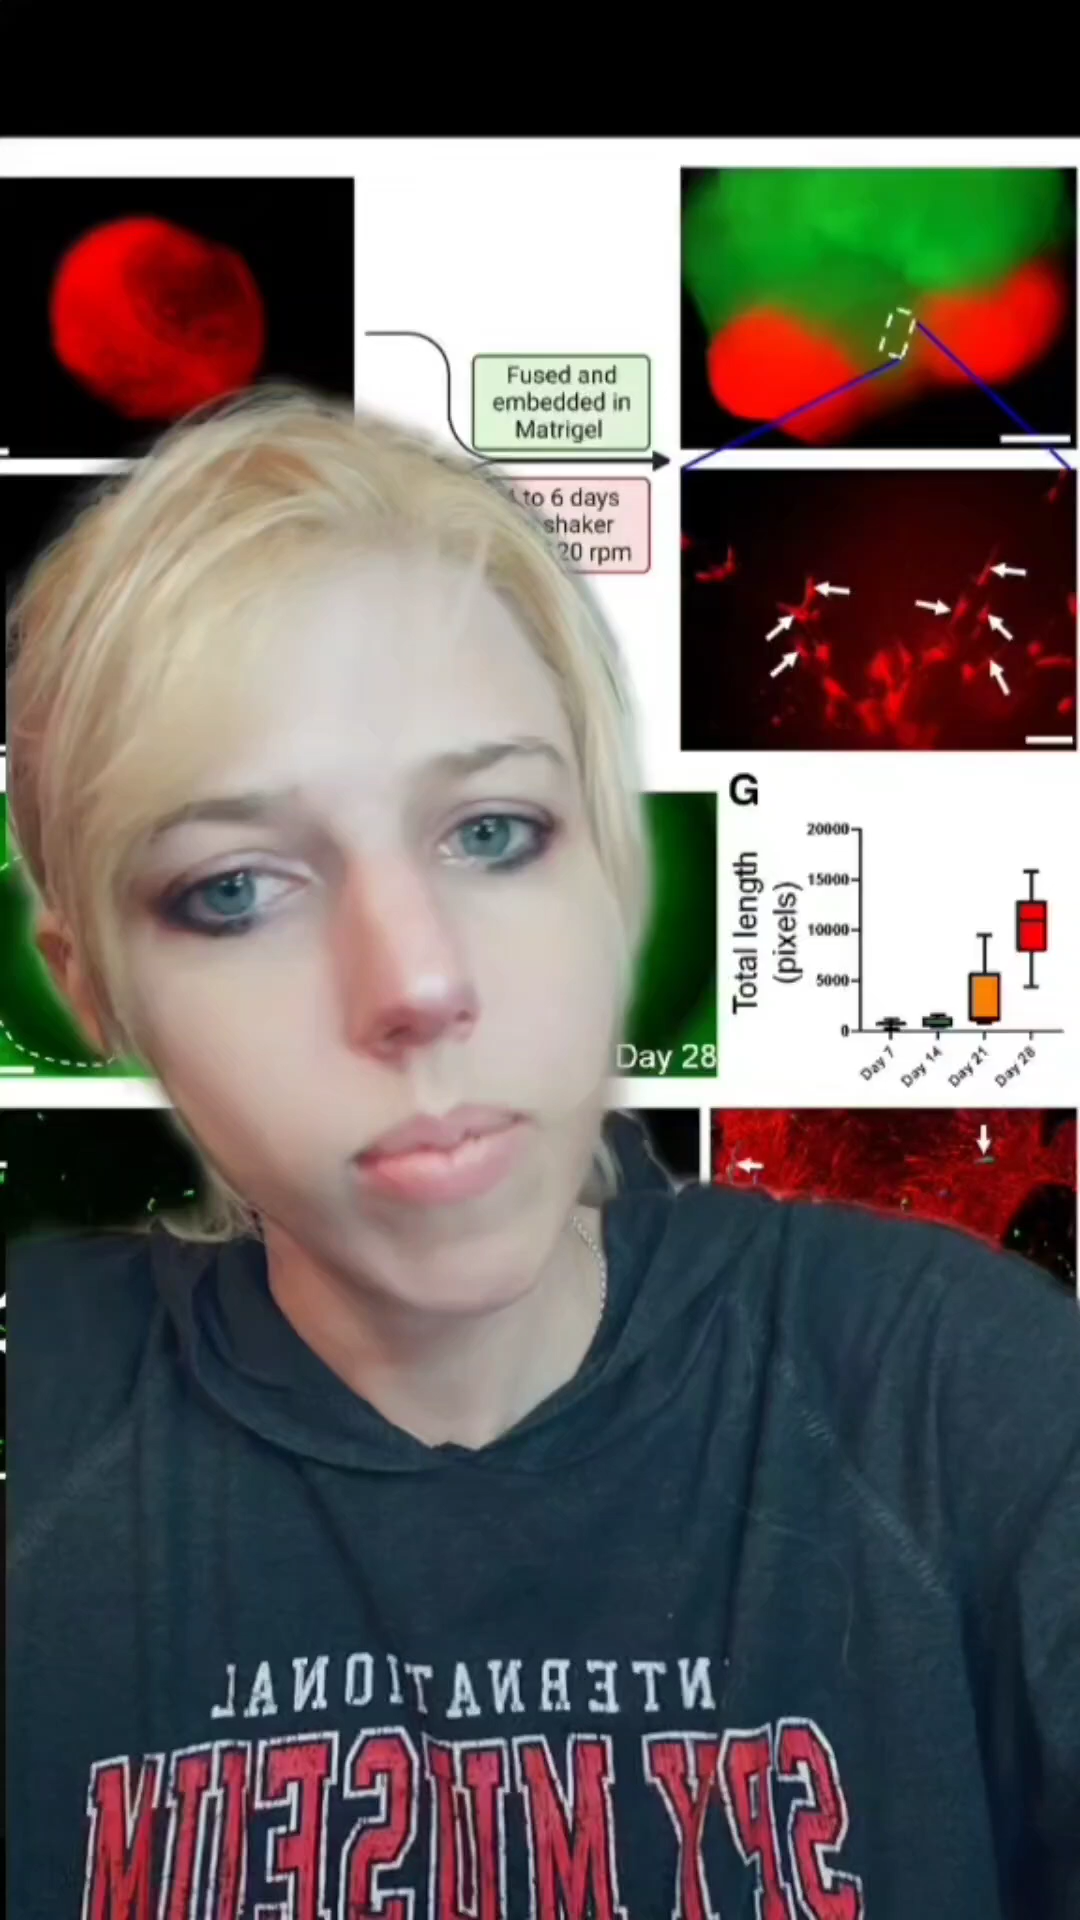 Fused and
embedded in
Matrigel
to 6 days
shaker
20 rpm
G
Total length
(pixels)
20000
15000
10000
5000
0
Day 7
Day 14
Day 21
Day 28
Day 28
INTERNATIONAL
SPY MUSEUM